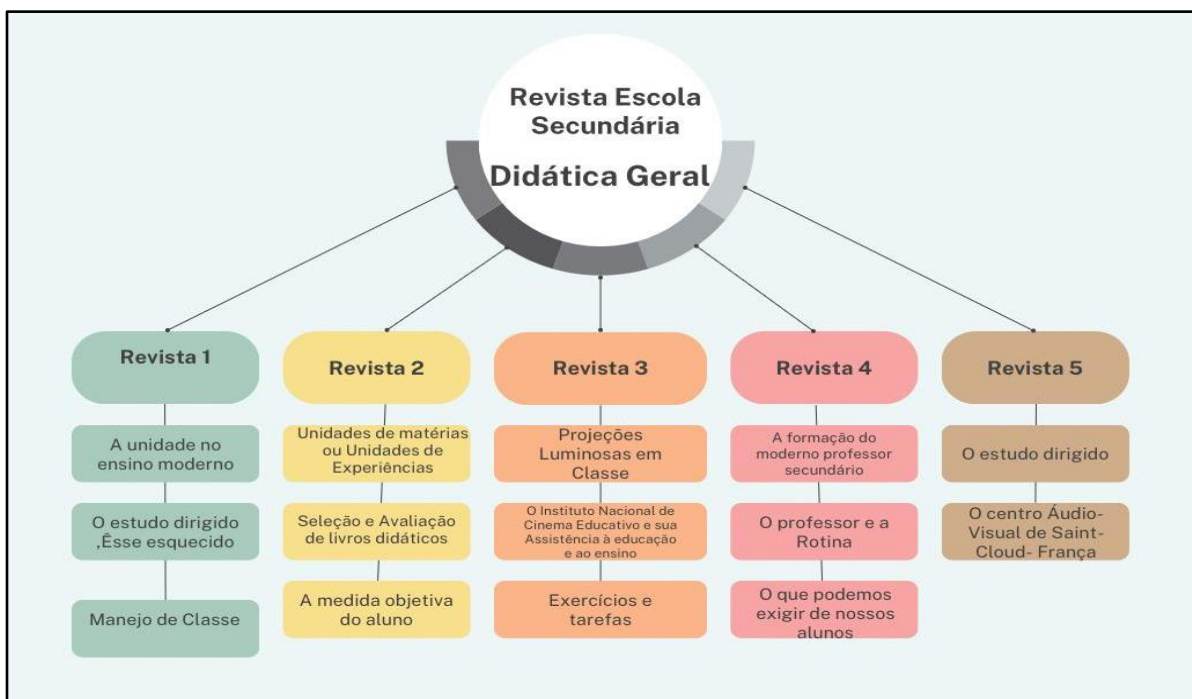 Revista Escola
Secundária
Didática Geral
Revista 1
A unidade no
ensino moderno
O estudo dirigido
,Êsse esquecido
Manejo de Classe
Revista 2
Unidades de matérias
ou Unidades de
Experiências
Seleção e Avaliação
de livros didáticos
A medida objetiva
do aluno
Revista 3
Projeções
Luminosas em
Classe
O Instituto Nacional de
Cinema Educativo e sua
Assistência à educação
e ao ensino
Exercícios e
tarefas
Revista 4
A formação do
moderno professor
secundário
O professor e a
Rotina
O que podemos
exigir de nossos
alunos
Revista 5
O estudo dirigido
O centro Áudio-
Visual de Saint-
Cloud- França